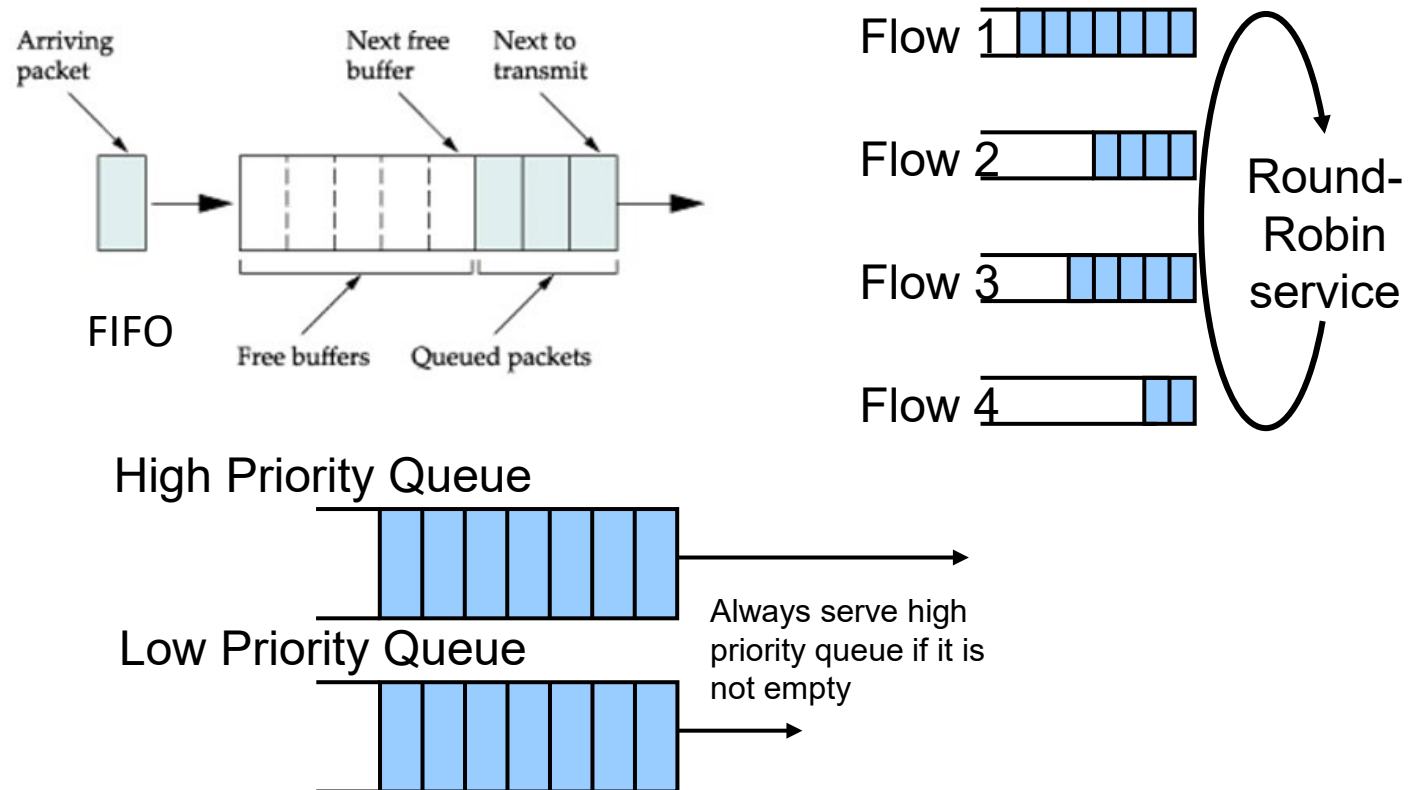 Arriving
packet
Next free
buffer
Next to
transmit
FIFO
Free buffers
Queued packets
Flow 1
Flow 2
Flow 3
Flow 4
Round-
Robin
service
High Priority Queue
Low Priority Queue
Always serve high
priority queue if it is
not empty